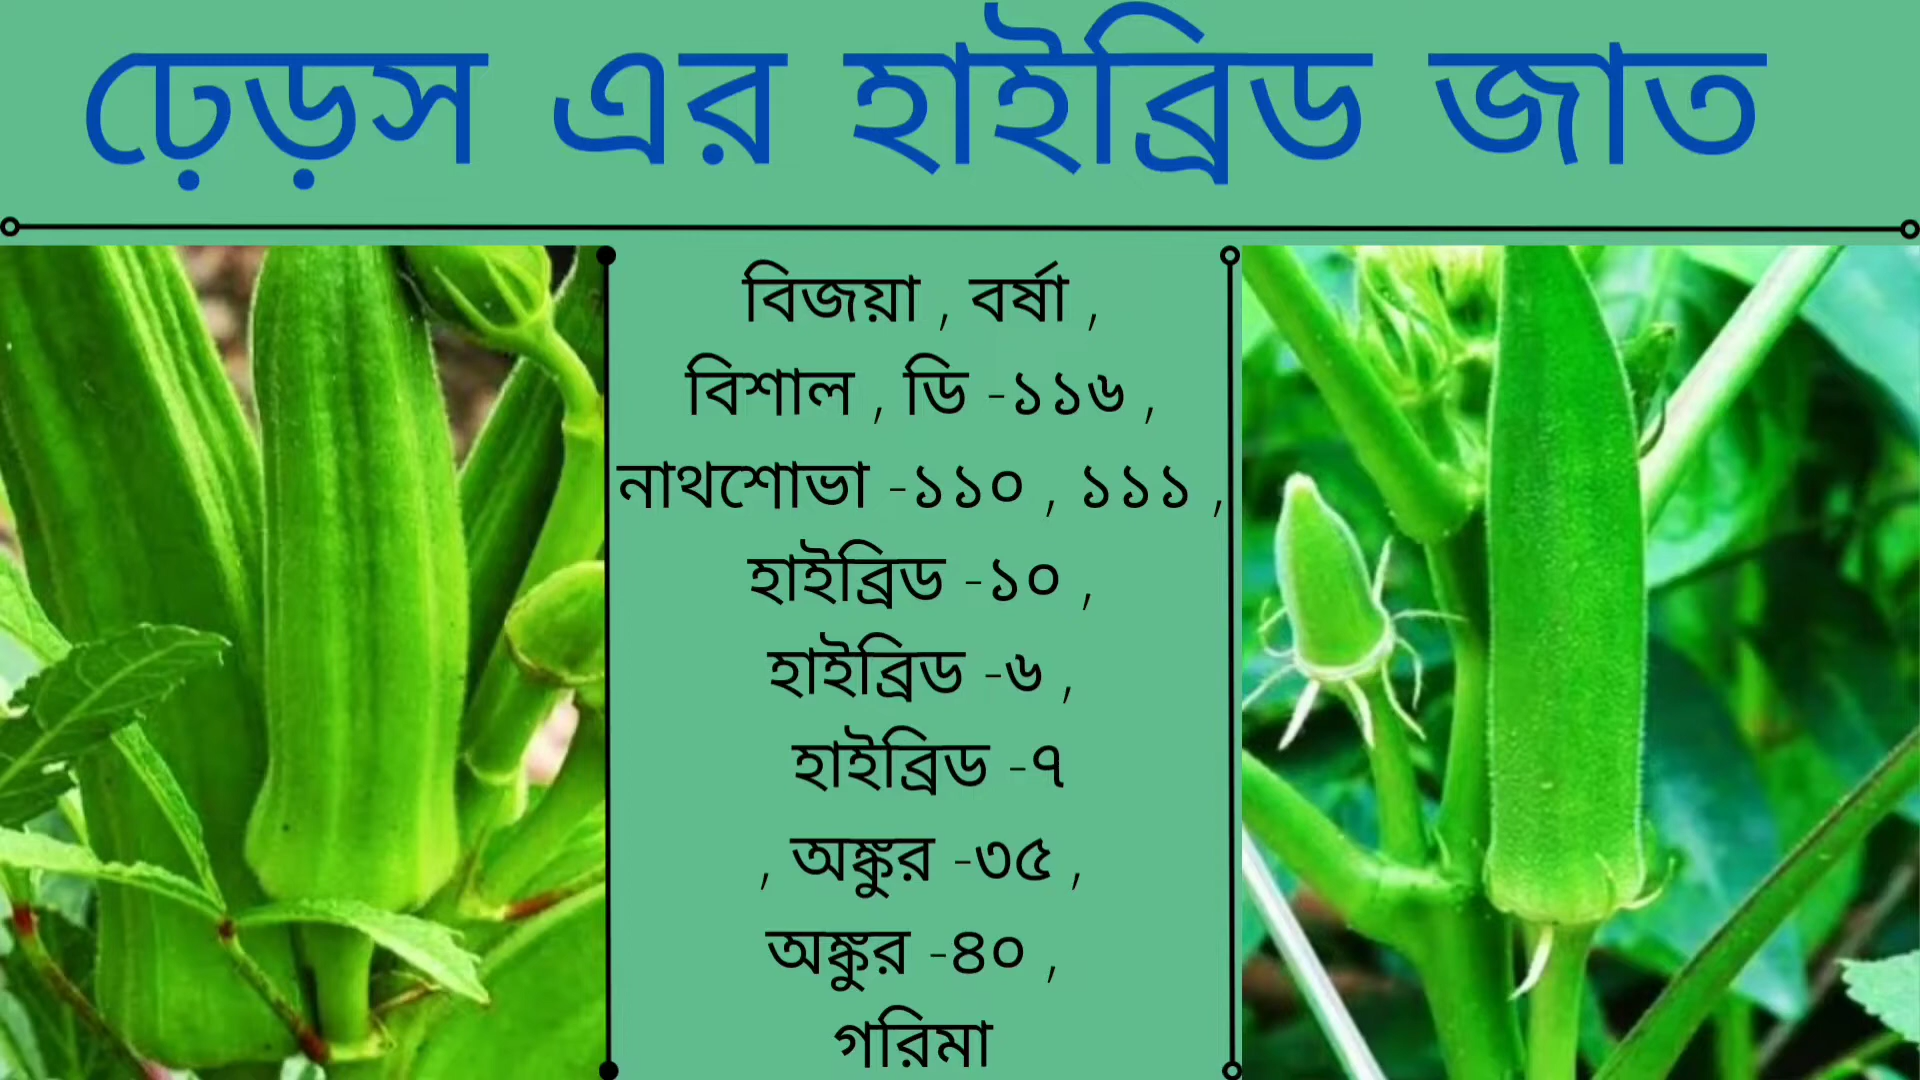 ঢ়েড়স এর হাইব্রিড জাত
বিজয়া , বর্ষা ,
বিশাল , ডি -১১৬ ,
নাথশোভা -১১০ , ১১১ ,
হাইব্রিড -১০ ,
হাইব্রিড -৬ ,
হাইব্রিড -৭
, অঙ্কুর -৩৫ ,
অঙ্কুর -৪০ ,
গরিমা